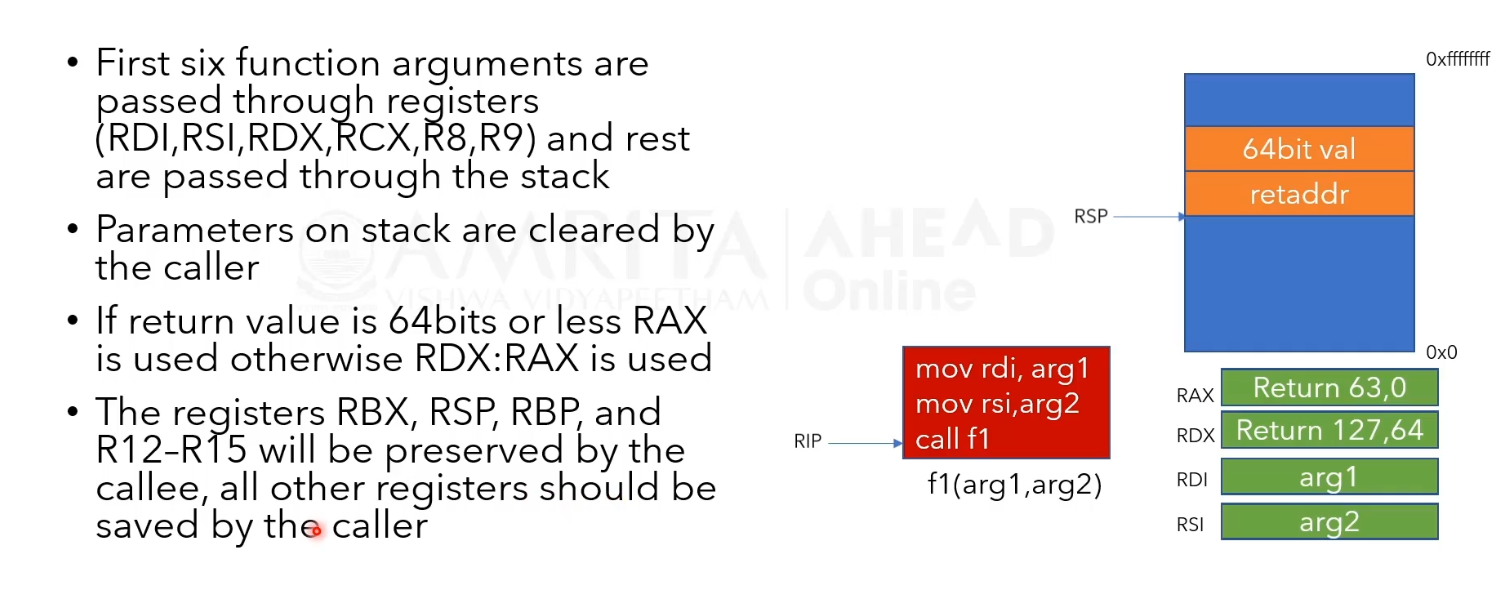 • First six function arguments are
passed through registers
(RDI,RSI,RDX,RCX,R8,R9) and rest
are passed through the stack
• Parameters on stack are cleared by
the caller
• If return value is 64bits or less RAX
is used otherwise RDX:RAX is used
• The registers RBX, RSP, RBP, and
R12–R15 will be preserved by the
callee, all other registers should be
saved by the caller
AMRITA
VISHWA VIDYAPEETHAM
AHEAD
Online
0xffffffff
64bit val
retaddr
RSP
0x0
mov rdi, arg1
mov rsi,arg2
call f1
RIP
f1(arg1,arg2)
RAX Return 63,0
RDX Return 127,64
RDI arg1
RSI arg2